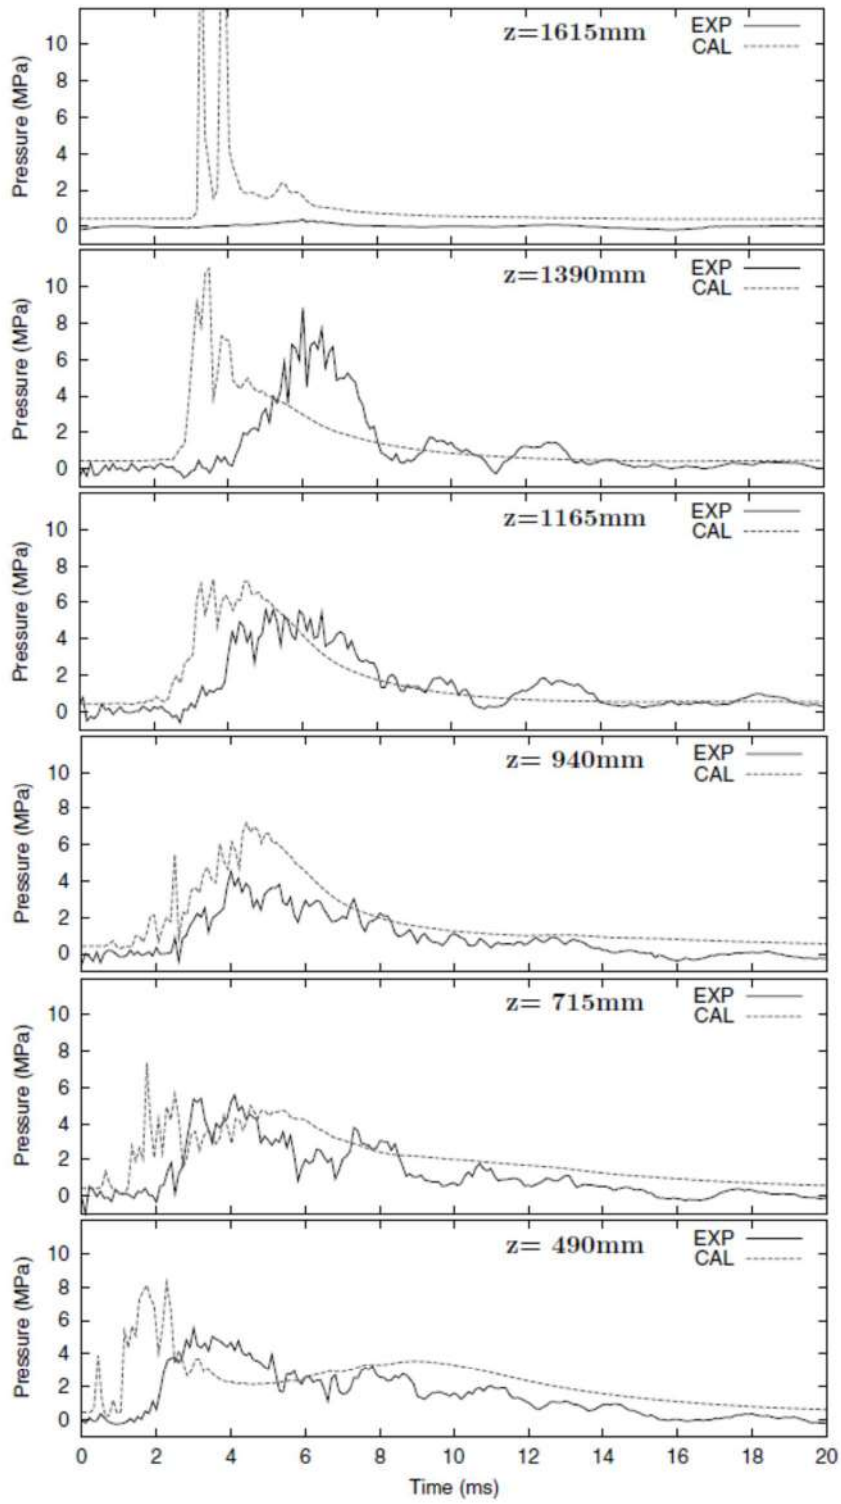 z=1615mm
EXP
CAL
Pressure (MPa)
10
8
6
4
2
0
z=1390mm
EXP
CAL
Pressure (MPa)
10
8
6
4
2
0
z=1165mm
EXP
CAL
Pressure (MPa)
10
8
6
4
2
0
z= 940mm
EXP
CAL
Pressure (MPa)
10
8
6
4
2
0
z= 715mm
EXP
CAL
Pressure (MPa)
10
8
6
4
2
0
z= 490mm
EXP
CAL
Pressure (MPa)
10
8
6
4
2
0
0 2 4 6 8 10 12 14 16 18 20
Time (ms)